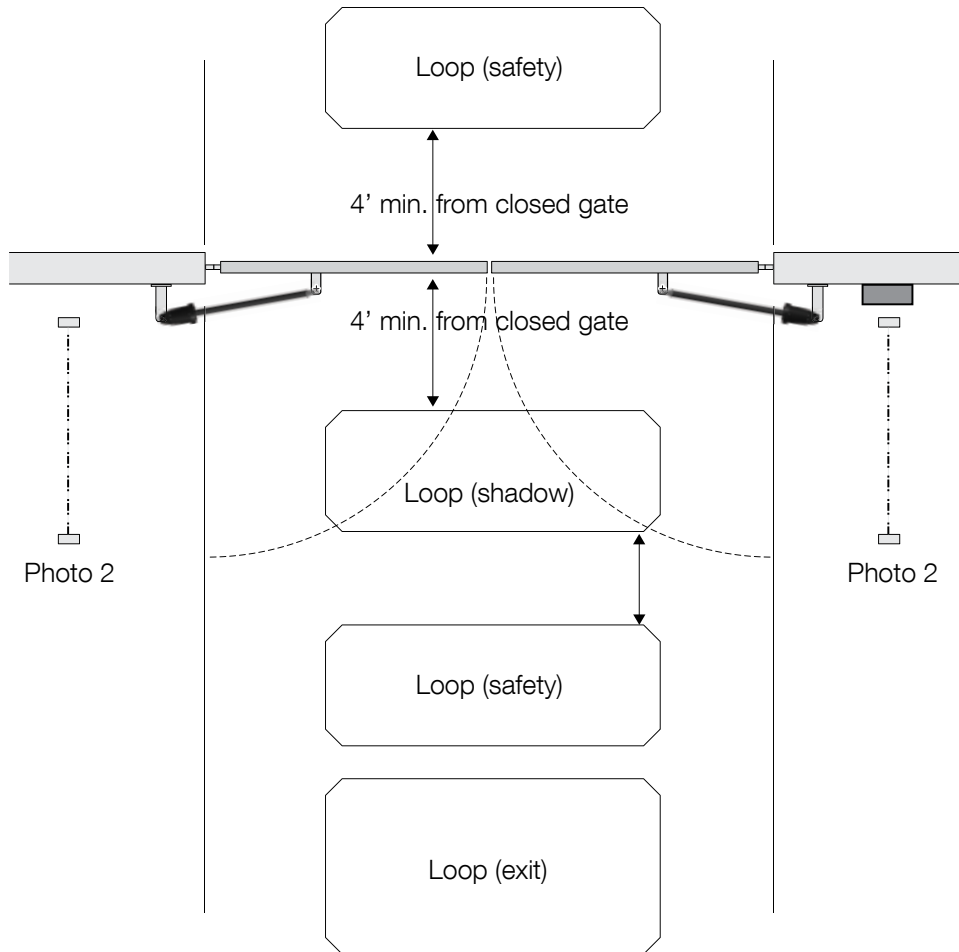 Loop (safety)
4’ min. from closed gate
4’ min. from closed gate
Loop (shadow)
Photo 2
Photo 2
Loop (safety)
Loop (exit)